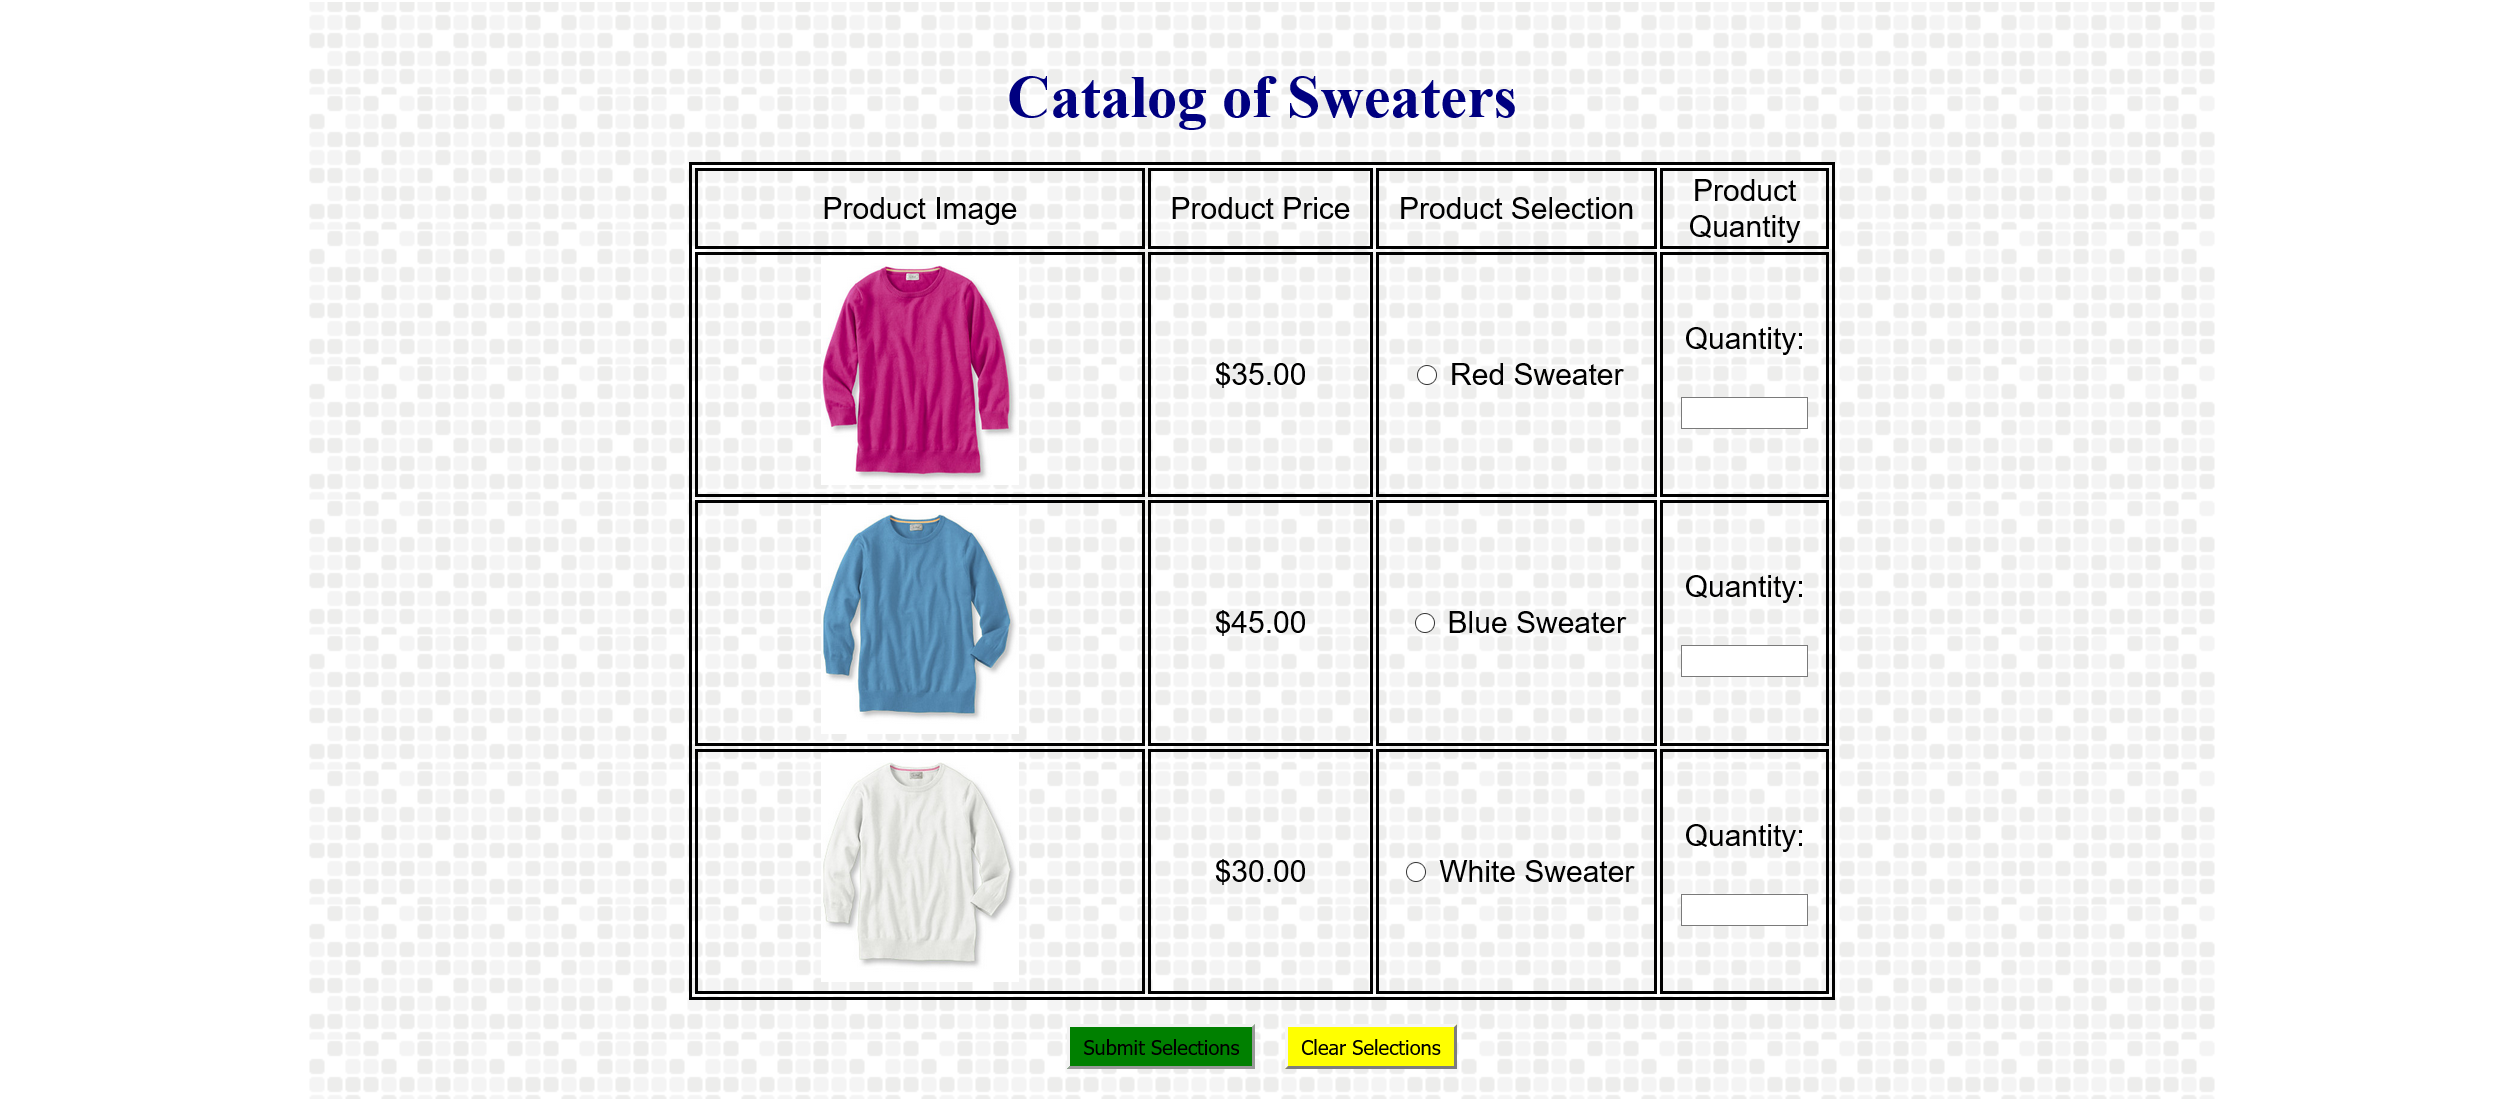 Catalog of Sweaters
Product Image
Product Price
Product Selection
Product
Quantity
$35.00
Red Sweater
Quantity:
$45.00
Blue Sweater
Quantity:
$30.00
White Sweater
Quantity:
Submit Selections
Clear Selections